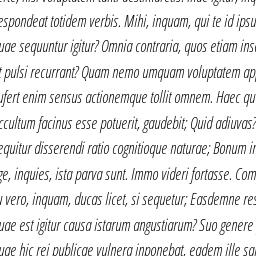 espondeat totidem verbis. Mihi, inquam, qui te id ipsu
uae sequuntur igitur? Omnia contraria, quos etiam ins
t pulsi recurrant? Quam nemo umquam voluptatem app
ufert enim sensus actionemque tollit omnem. Haec qu
ccultum facinus esse potuerit, gaudebit; Quid adiuvas?
equitur disserendi ratio cognitioque naturae; Bonum in
ge, inquies, ista parva sunt. Immo videri fortasse. Com
u vero, inquam, ducas licet, si sequetur; Easdemne res
uae est igitur causa istarum angustiarum? Suo genere
uae hic rei publicae vulnera inponebat, eadem ille sa